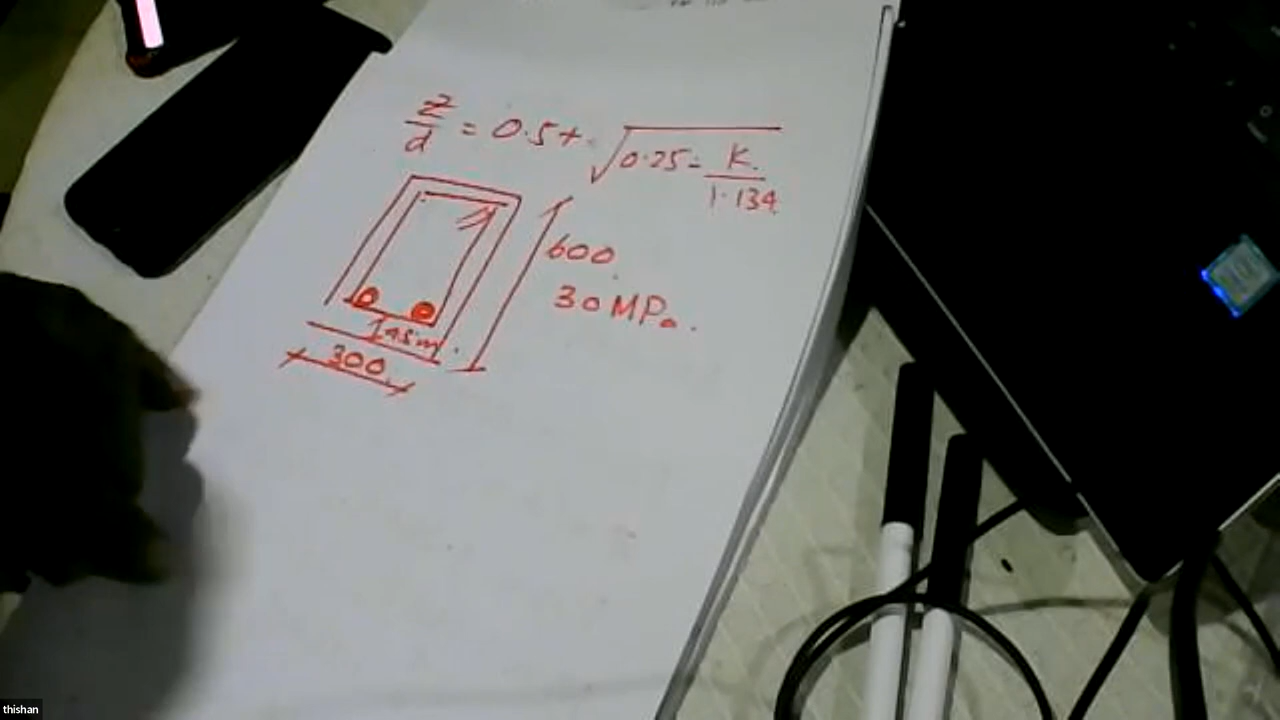 z/d = 0.5 + √(0.25 - K/1.134)
600
30 MPa.
300
thishan